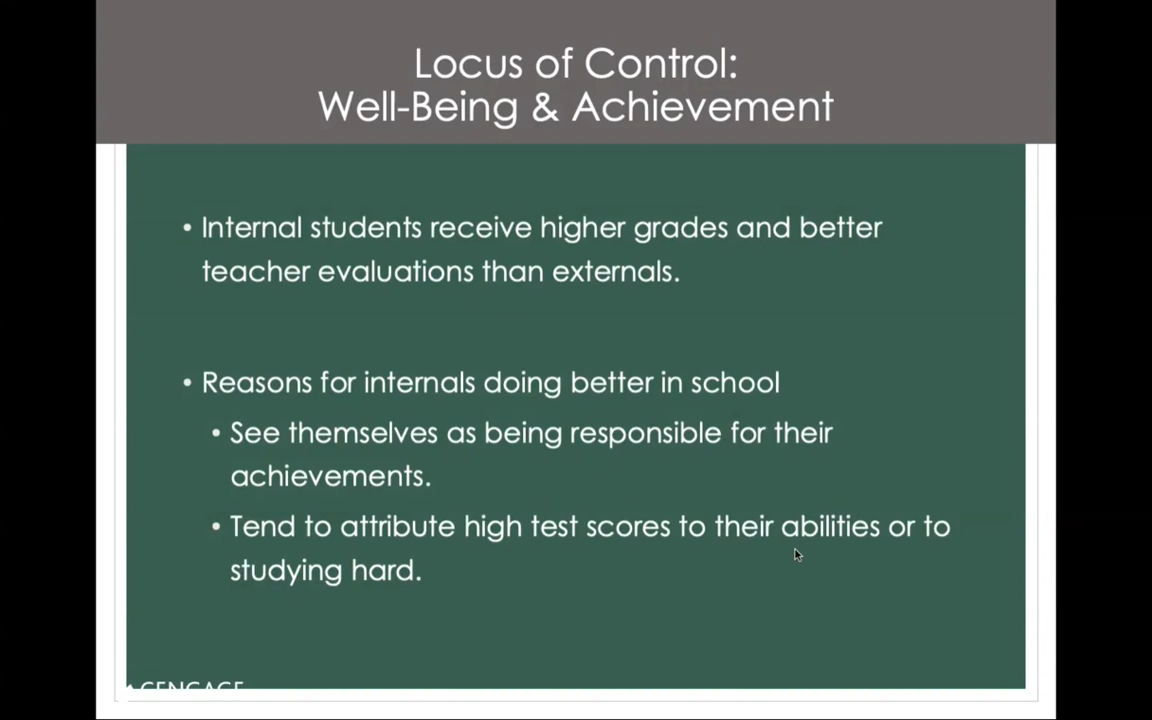 Locus of Control:
Well-Being & Achievement
• Internal students receive higher grades and better
teacher evaluations than externals.
• Reasons for internals doing better in school
• See themselves as being responsible for their
achievements.
• Tend to attribute high test scores to their abilities or to
studying hard.
CENGAGE